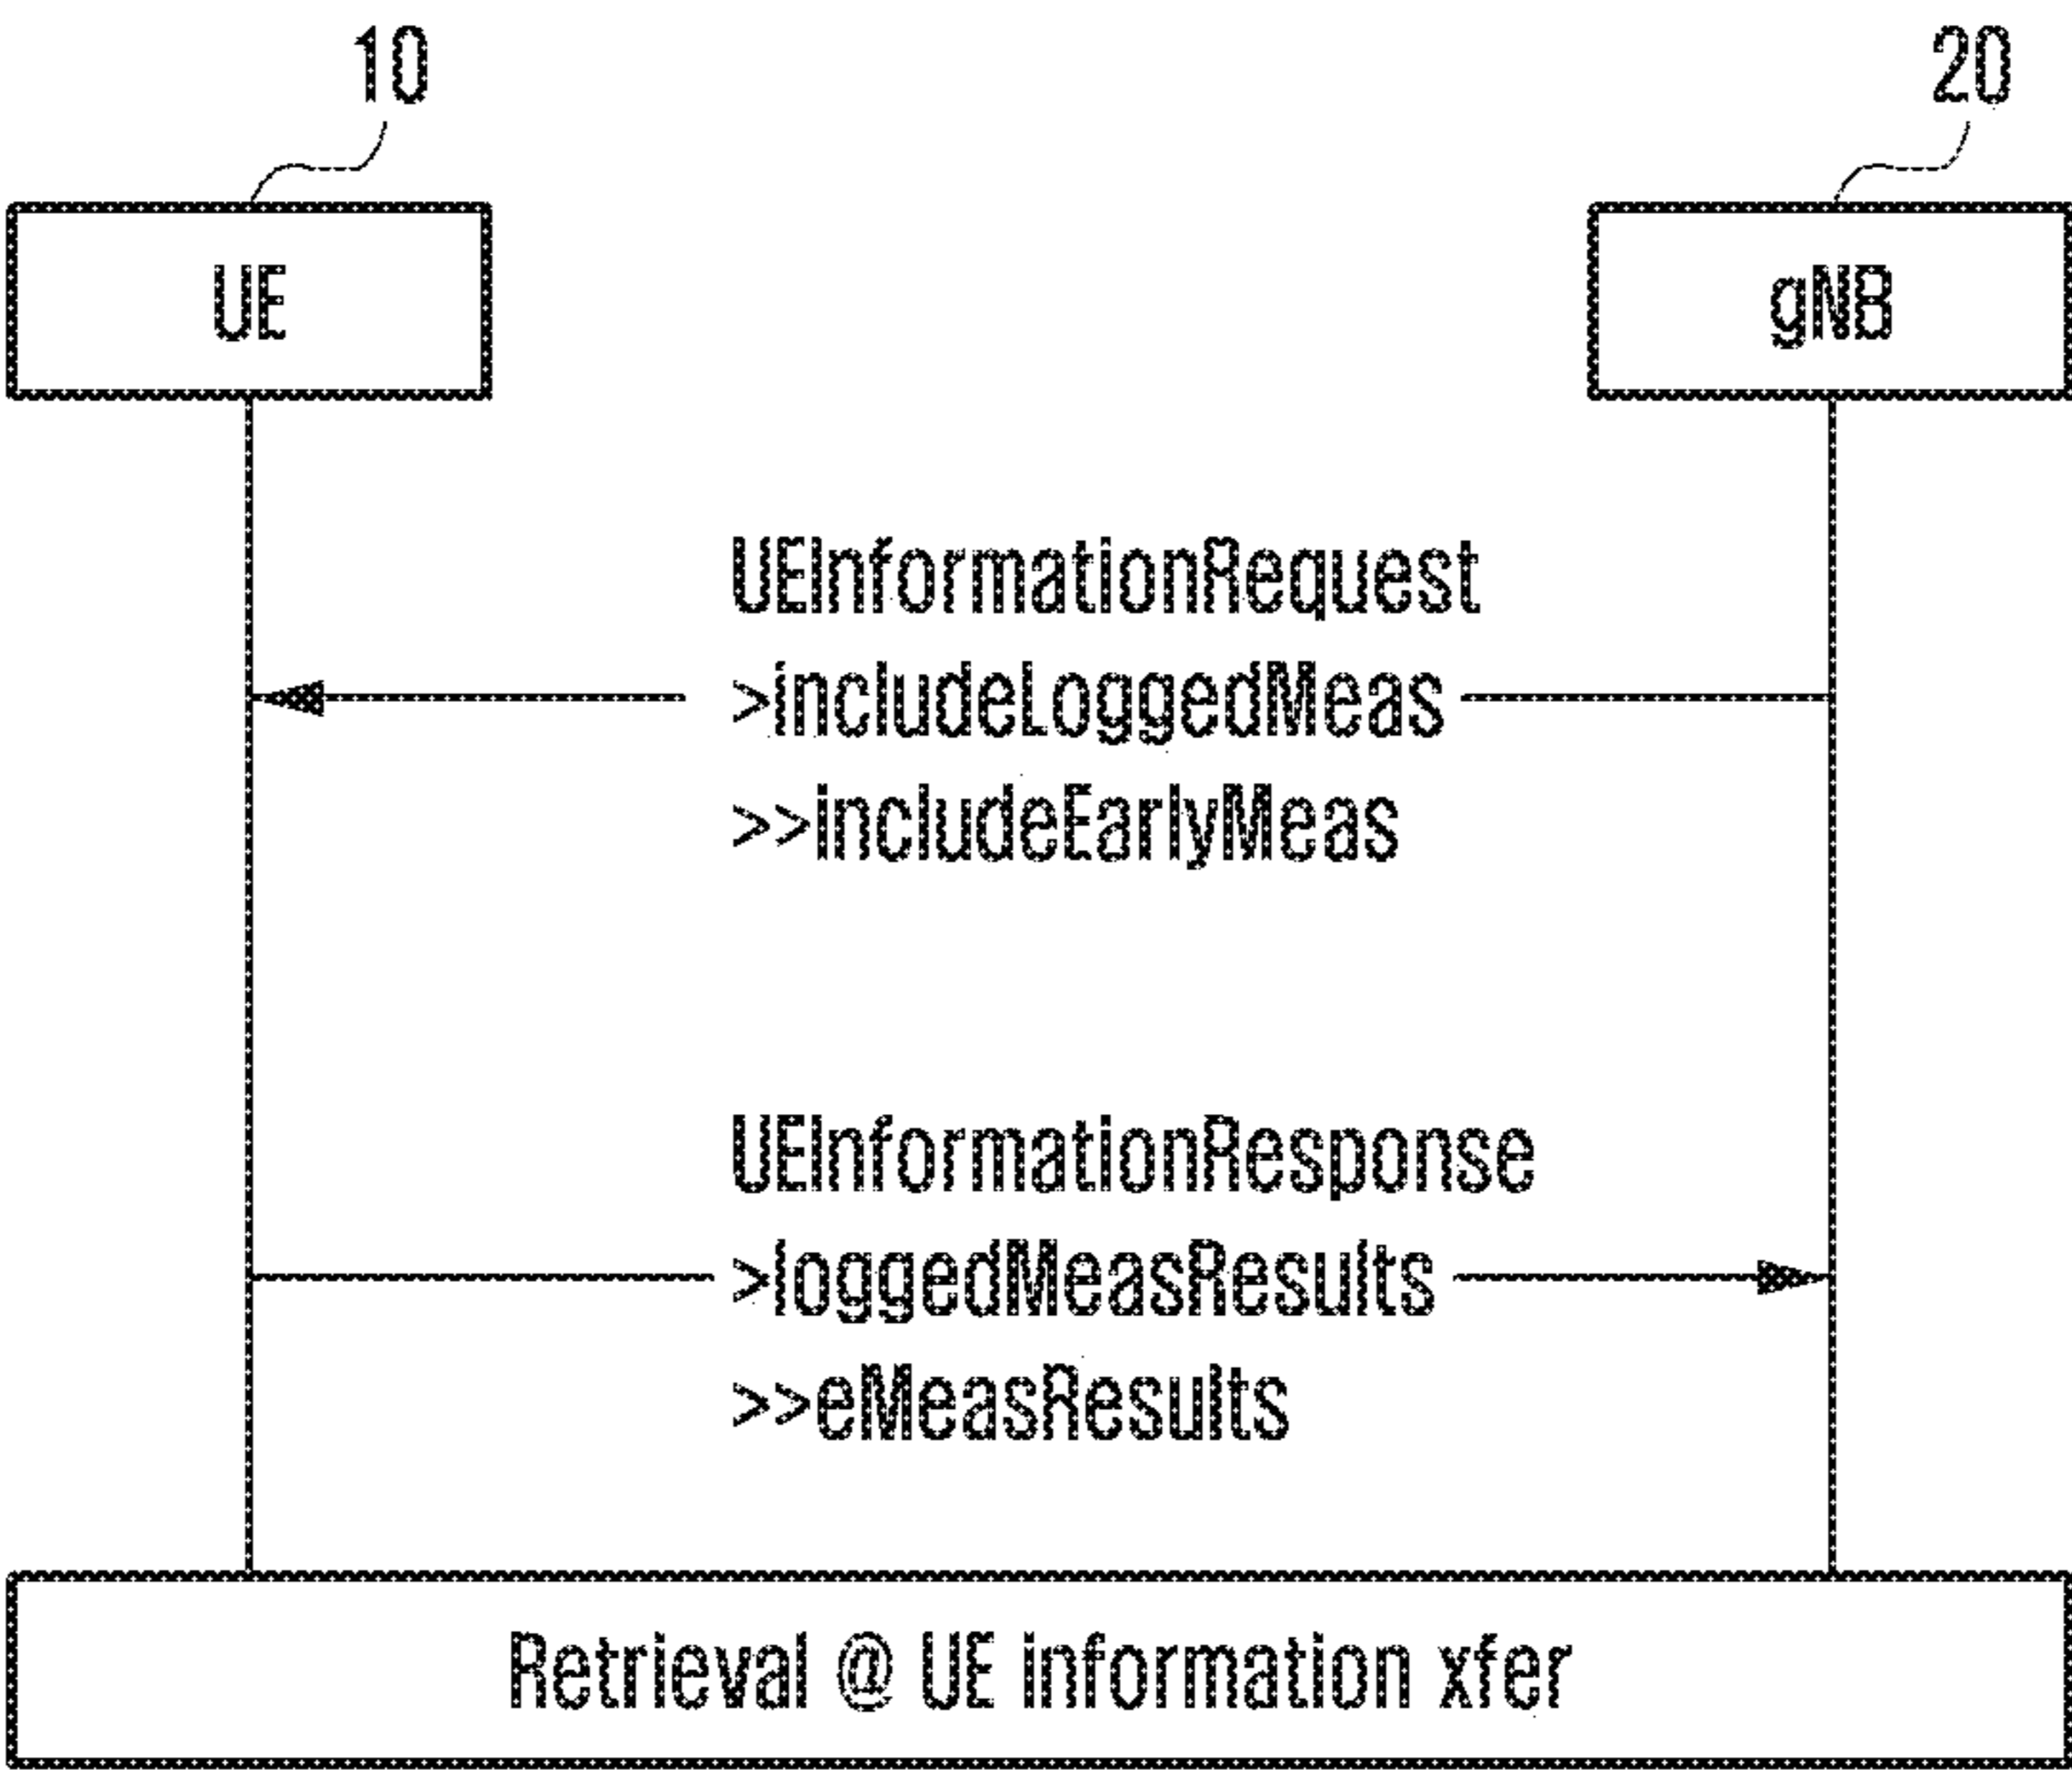 10
20
UE
gNB
UEInformationRequest
>includeLoggedMeas
>>includeEarlyMeas
UEInformationResponse
>loggedMeasResults
>>eMeasResults
Retrieval @ UE information xfer